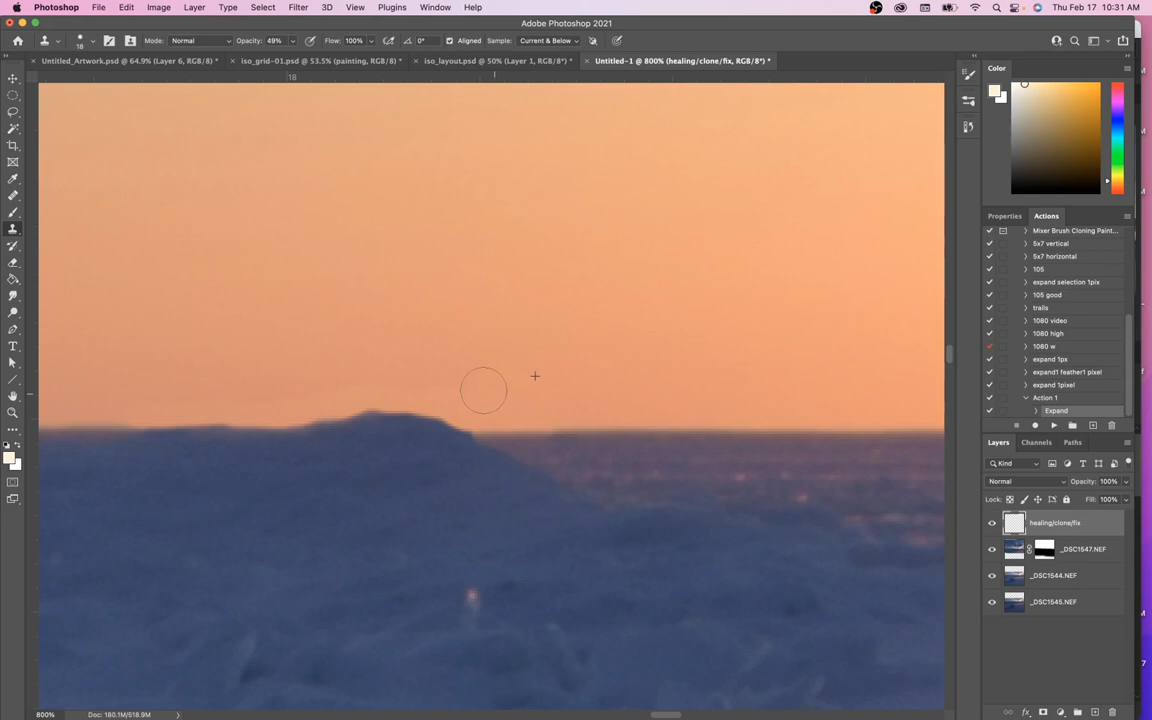 Photoshop File Edit Image Layer Type Select Filter 3D View Plugins Window Help Thu Feb 17 10:31 AM
Adobe Photoshop 2021
18 Mode: Normal Opacity: 49% Flow: 100% 0° Aligned Sample: Current & Below
Untitled_Artwork.psd @ 64.9% (Layer 6, RGB/8) * iso_grid-01.psd @ 53.5% (painting, RGB/8) * iso_layout.psd @ 50% (Layer 1, RGB/8*) * Untitled-1 @ 800% (healing/clone/fix, RGB/8*) *
18
Color
Properties Actions
Mixer Brush Cloning Paint...
5x7 vertical
5x7 horizontal
105
expand selection 1pix
105 good
trails
1080 video
1080 high
1080 w
expand 1px
expand1 feather1 pixel
expand 1pixel
Action 1
Expand
Layers Channels Paths
Kind
Normal Opacity: 100%
Lock: Fill: 100%
healing/clone/fix
_DSC1547.NEF
_DSC1544.NEF
_DSC1545.NEF
800% Doc: 180.1M/518.9M